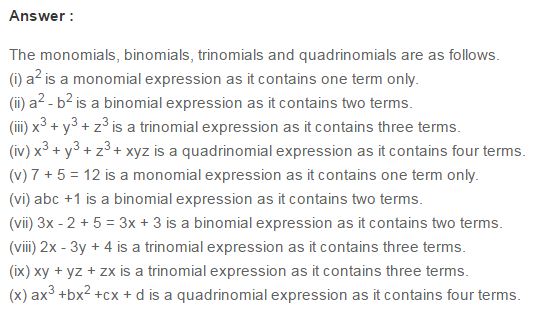 Answer :
The monomials, binomials, trinomials and quadrinomials are as follows.
(i) a² is a monomial expression as it contains one term only.
(ii) a² - b² is a binomial expression as it contains two terms.
(iii) x³ + y³ + z³ is a trinomial expression as it contains three terms.
(iv) x³ + y³ + z³ + xyz is a quadrinomial expression as it contains four terms.
(v) 7 + 5 = 12 is a monomial expression as it contains one term only.
(vi) abc +1 is a binomial expression as it contains two terms.
(vii) 3x - 2 + 5 = 3x + 3 is a binomial expression as it contains two terms.
(viii) 2x - 3y + 4 is a trinomial expression as it contains three terms.
(ix) xy + yz + zx is a trinomial expression as it contains three terms.
(x) ax³ +bx² +cx + d is a quadrinomial expression as it contains four terms.